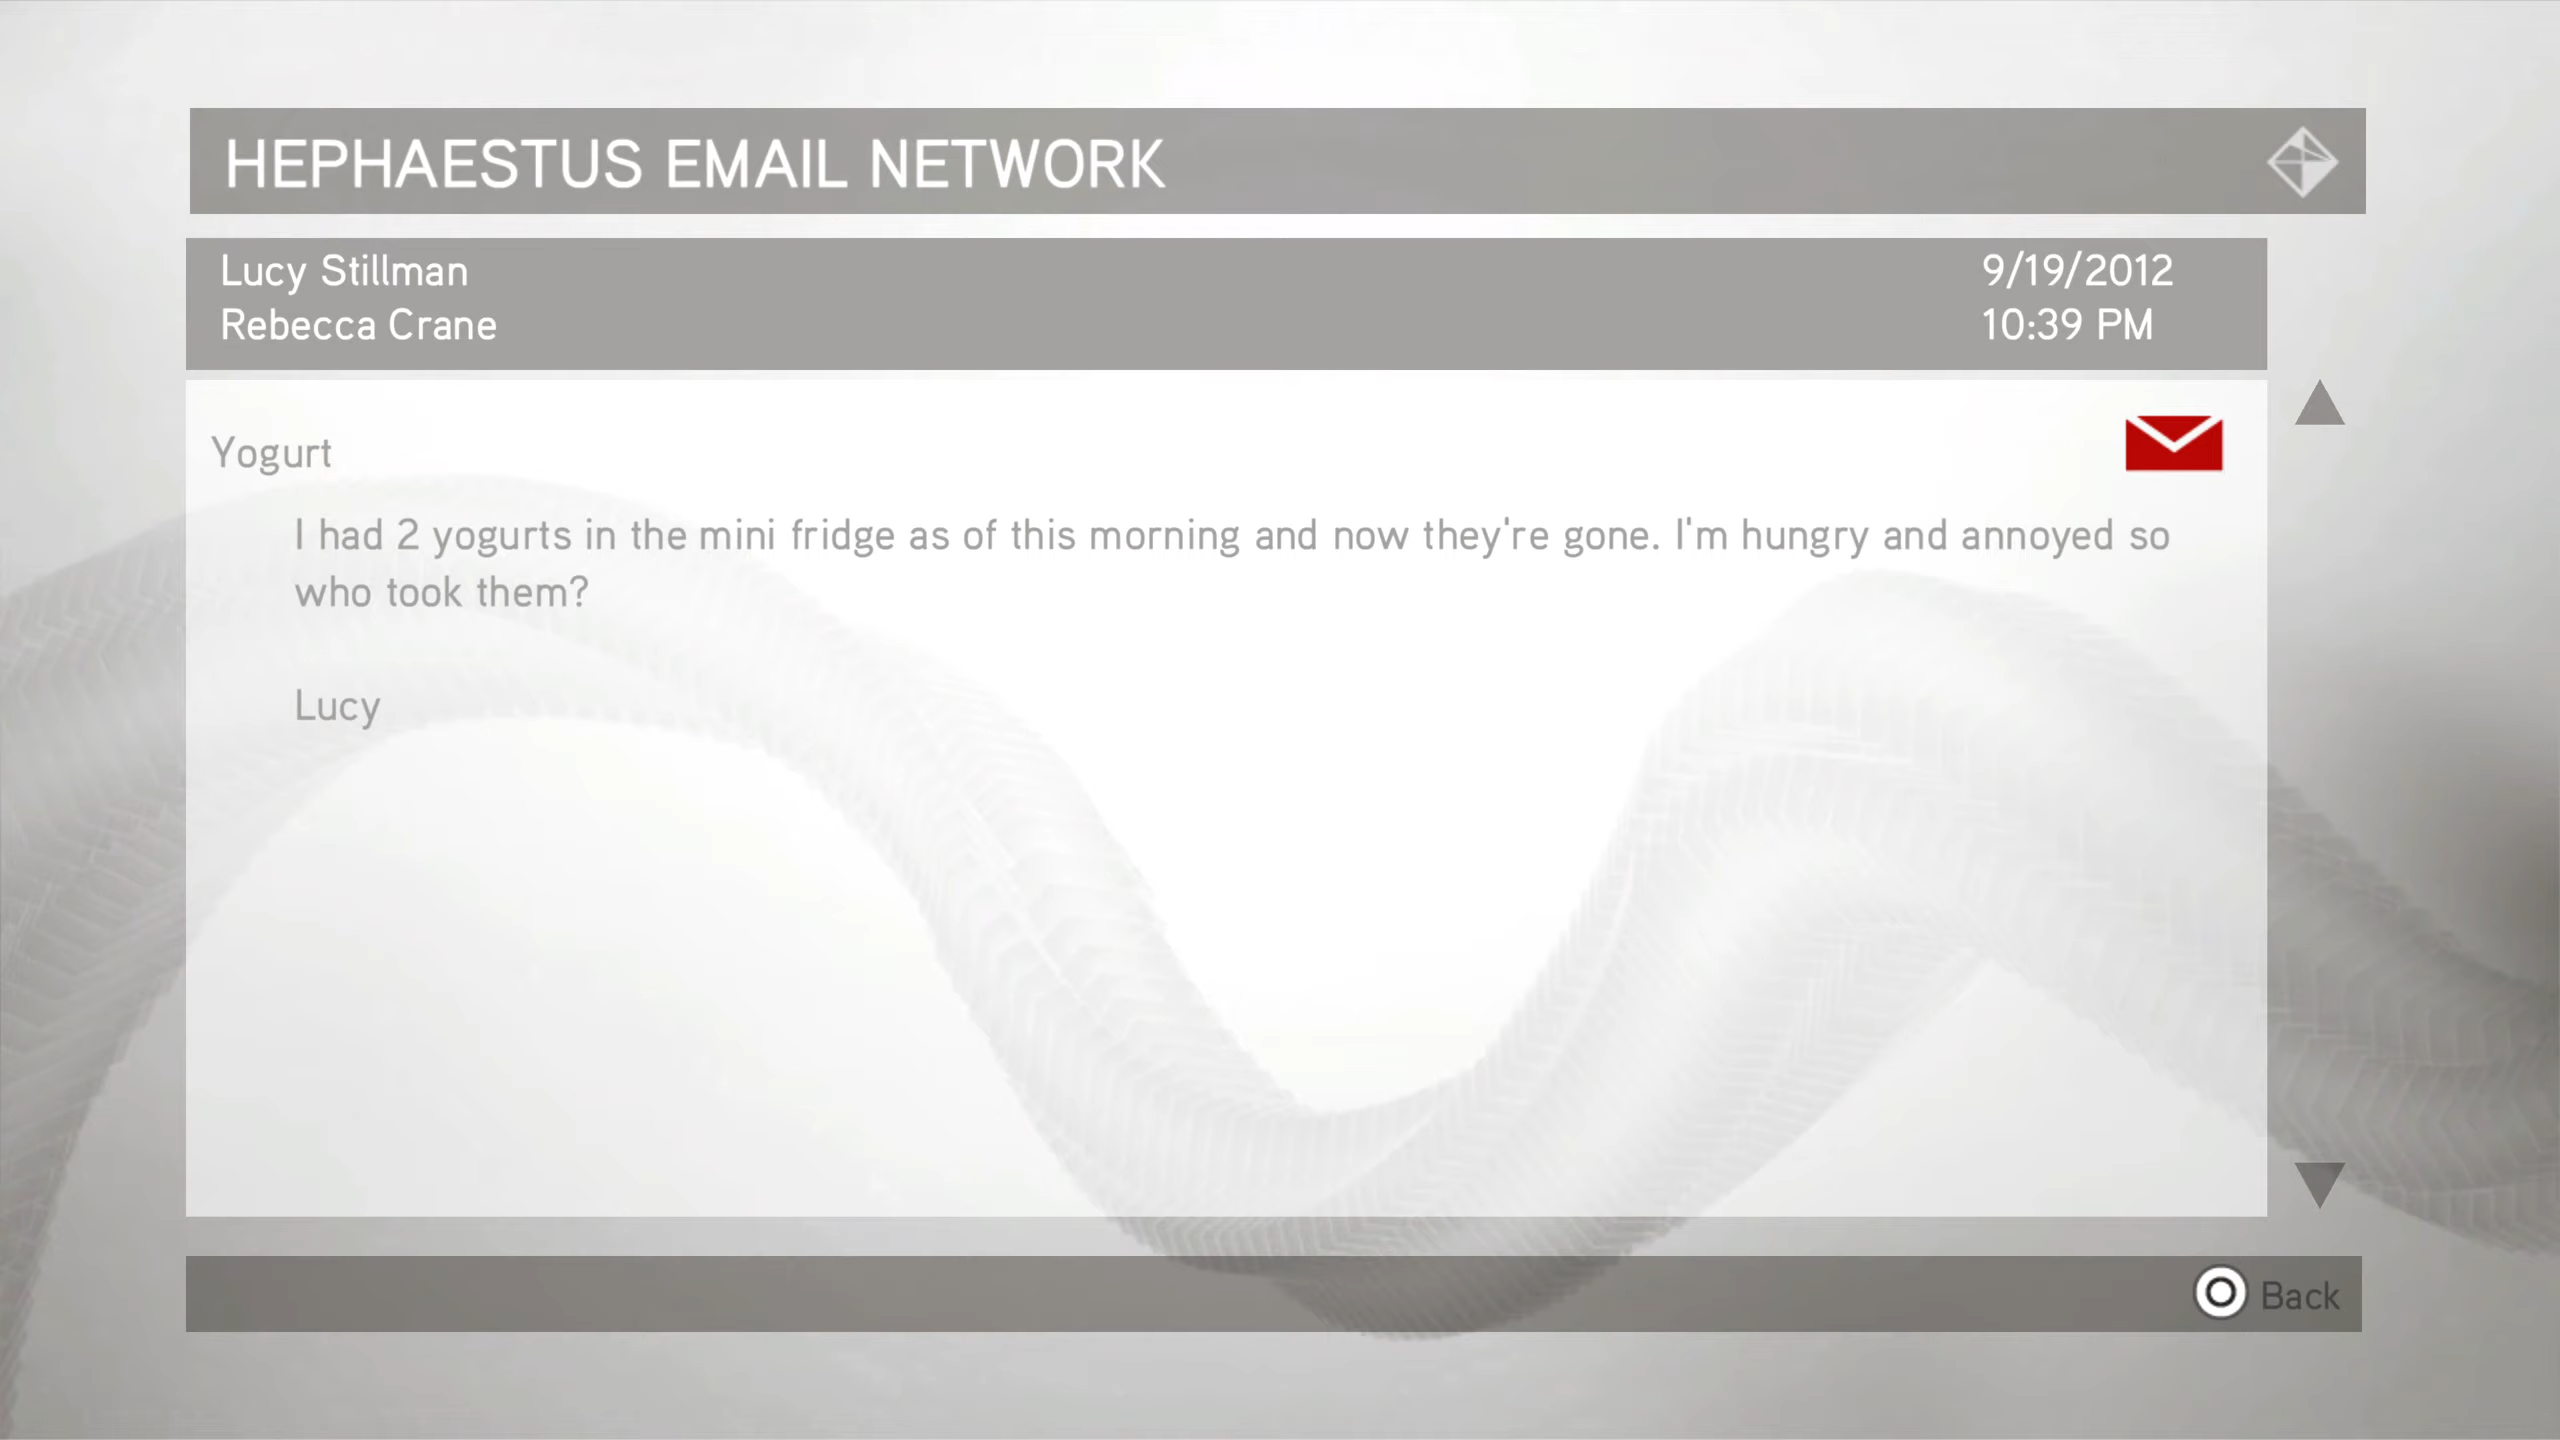 HEPHAESTUS EMAIL NETWORK
Lucy Stillman
9/19/2012
Rebecca Crane
10:39 PM
Yogurt
I had 2 yogurts in the mini fridge as of this morning and now they're gone. I'm hungry and annoyed so
who took them?
Lucy
Back